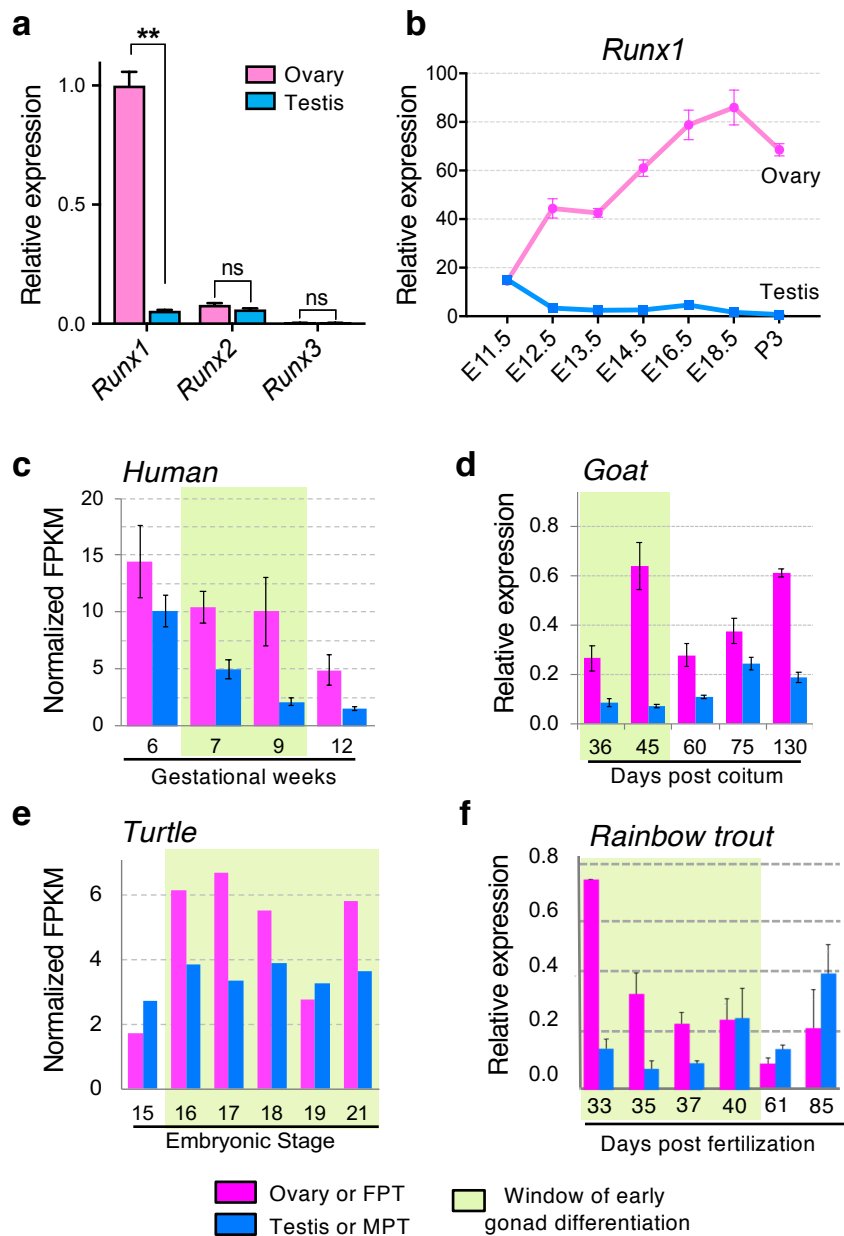 a
**
1.0
0.5
0.0
Relative expression
Ovary
Testis
ns
ns
Runx1
Runx2
Runx3
b
Runx1
100
80
60
40
20
0
Relative expression
Ovary
Testis
E11.5
E12.5
E13.5
E14.5
E16.5
E18.5
P3
c
Human
Normalized FPKM
20
15
10
5
0
6 7 9 12
Gestational weeks
d
Goat
Relative expression
0.8
0.6
0.4
0.2
0.0
36 45 60 75 130
Days post coitum
e
Turtle
Normalized FPKM
6
4
2
0
15 16 17 18 19 21
Embryonic Stage
f
Rainbow trout
Relative expression
0.8
0.6
0.4
0.2
0.0
33 35 37 40 61 85
Days post fertilization
Ovary or FPT
Testis or MPT
Window of early
gonad differentiation